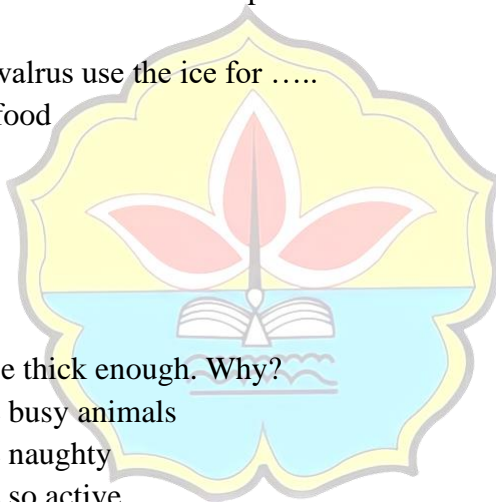 walrus use the ice for …..
food
e thick enough. Why?
busy animals
naughty
so active